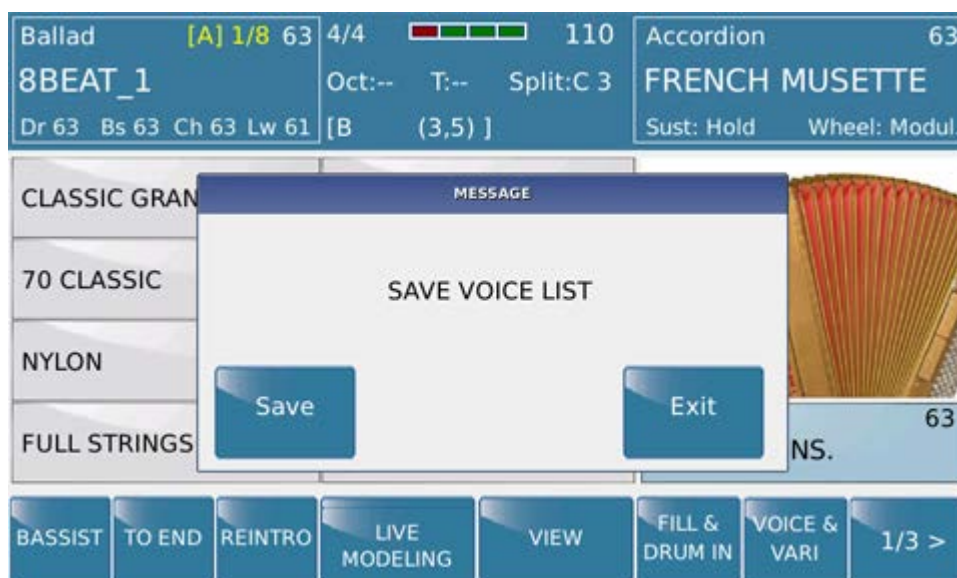 Ballad [A] 1/8 63
8BEAT_1
Dr 63 Bs 63 Ch 63 Lw 61
4/4 110
Oct:-- T:-- Split:C 3
[B (3,5) ]
Accordion 63
FRENCH MUSETTE
Sust: Hold Wheel: Modul.
CLASSIC GRAN
70 CLASSIC
NYLON
FULL STRINGS
MESSAGE
SAVE VOICE LIST
Save
Exit
63
NS.
BASSIST
TO END
REINTRO
LIVE
MODELING
VIEW
FILL &
DRUM IN
VOICE &
VARI
1/3 >